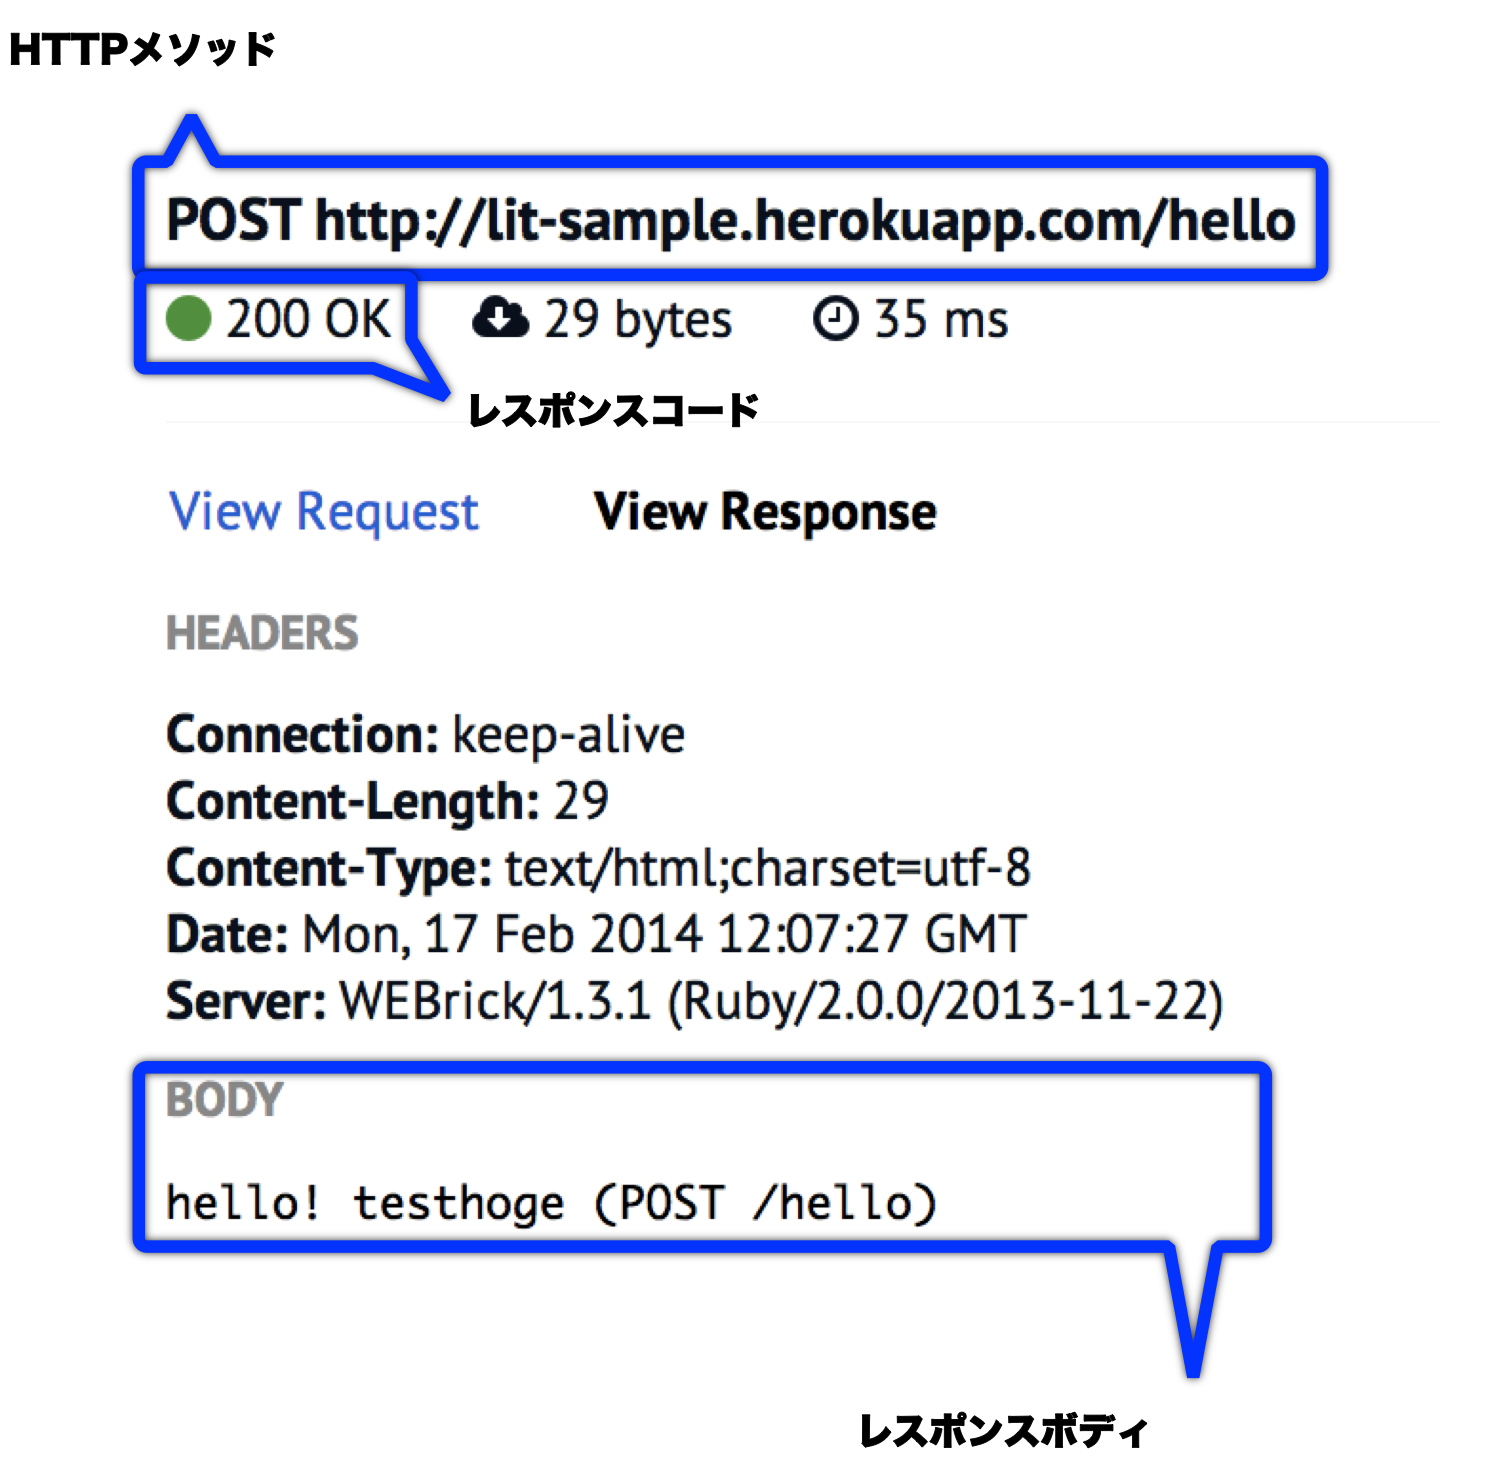 HTTPメソッド
POST http://lit-sample.herokuapp.com/hello
200 OK 29 bytes 35 ms
レスポンスコード
View Request View Response
HEADERS
Connection: keep-alive
Content-Length: 29
Content-Type: text/html;charset=utf-8
Date: Mon, 17 Feb 2014 12:07:27 GMT
Server: WEBrick/1.3.1 (Ruby/2.0.0/2013-11-22)
BODY
hello! testhoge (POST /hello)
レスポンスボディ